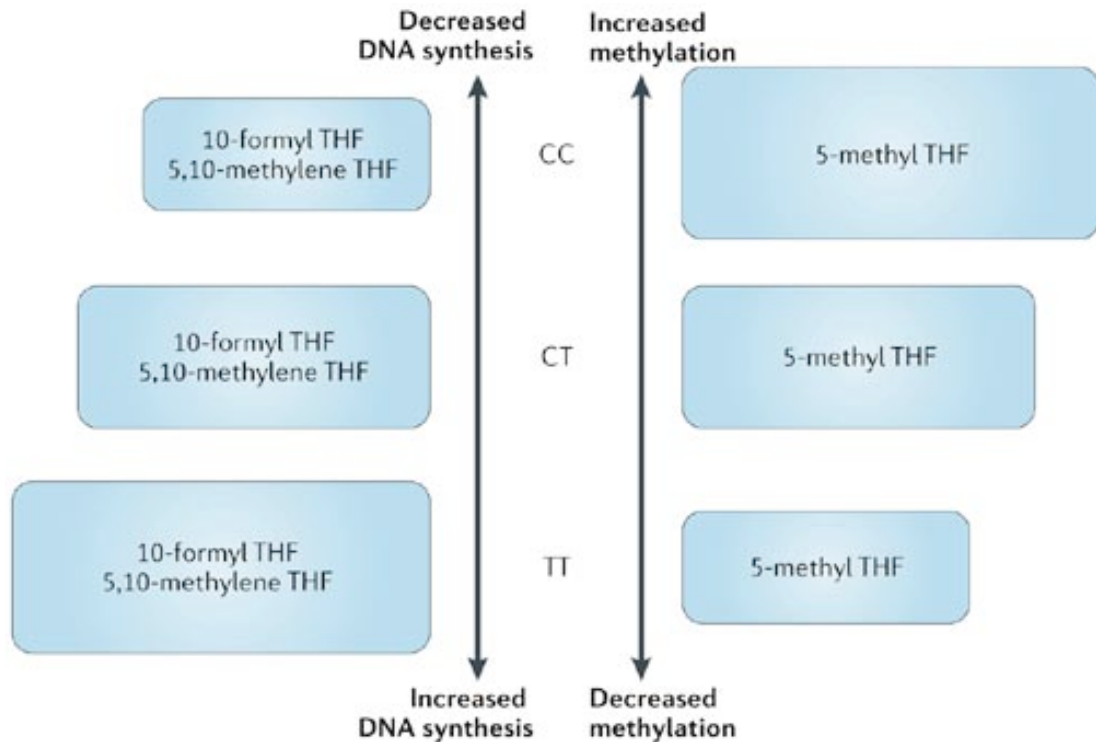 Decreased
DNA synthesis
Increased
methylation
10-formyl THF
5,10-methylene THF
CC
5-methyl THF
10-formyl THF
5,10-methylene THF
CT
5-methyl THF
10-formyl THF
5,10-methylene THF
TT
5-methyl THF
Increased
DNA synthesis
Decreased
methylation